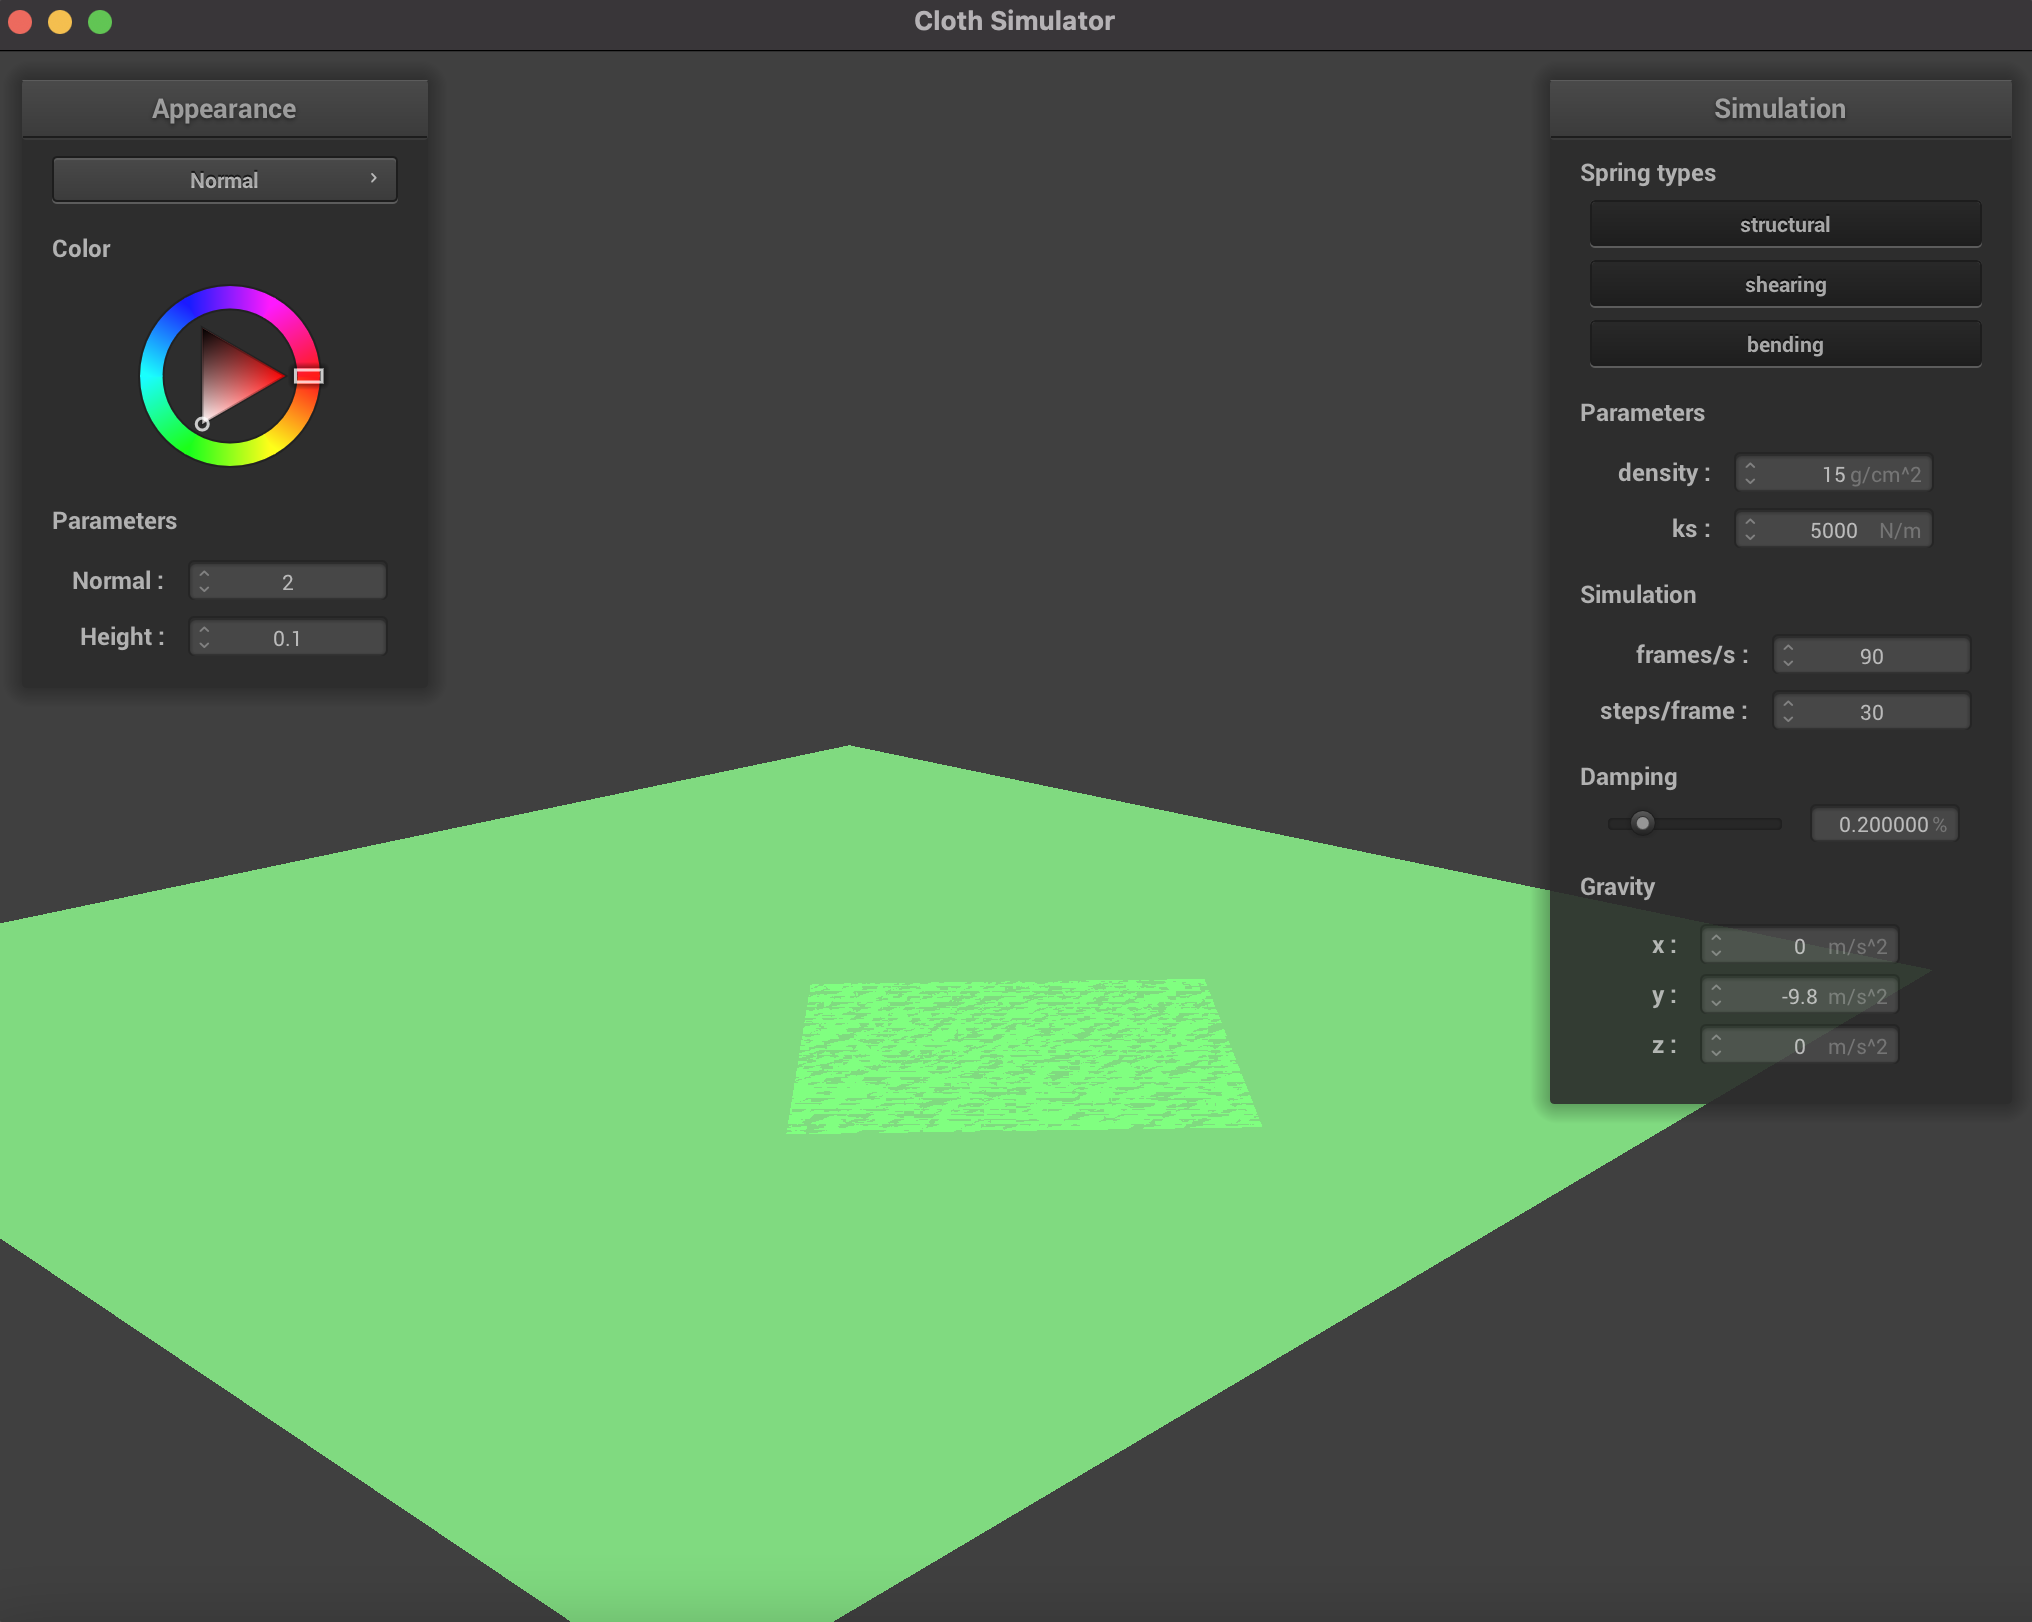 Cloth Simulator
Appearance
Normal
Color
Parameters
Normal :
2
Height :
0.1
Simulation
Spring types
structural
shearing
bending
Parameters
density :
15 g/cm^2
ks :
5000 N/m
Simulation
frames/s :
90
steps/frame :
30
Damping
0.200000 %
Gravity
x :
0 m/s^2
y :
-9.8 m/s^2
z :
0 m/s^2